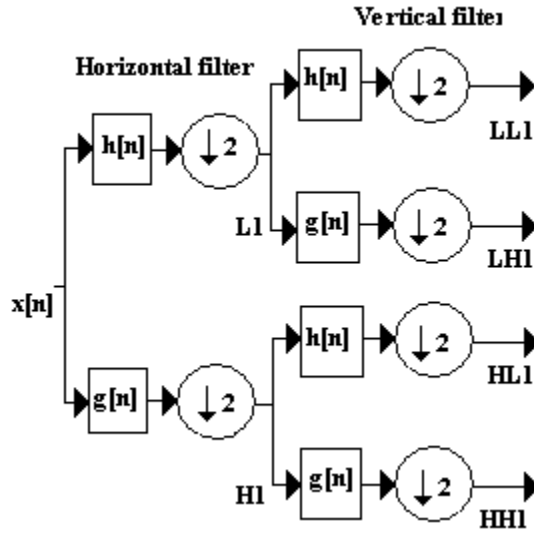 Vertical filter
Horizontal filter
h[n]
2
LL1
h[n]
2
L1
g[n]
2
LH1
x[n]
h[n]
2
HL1
g[n]
2
H1
g[n]
2
HH1